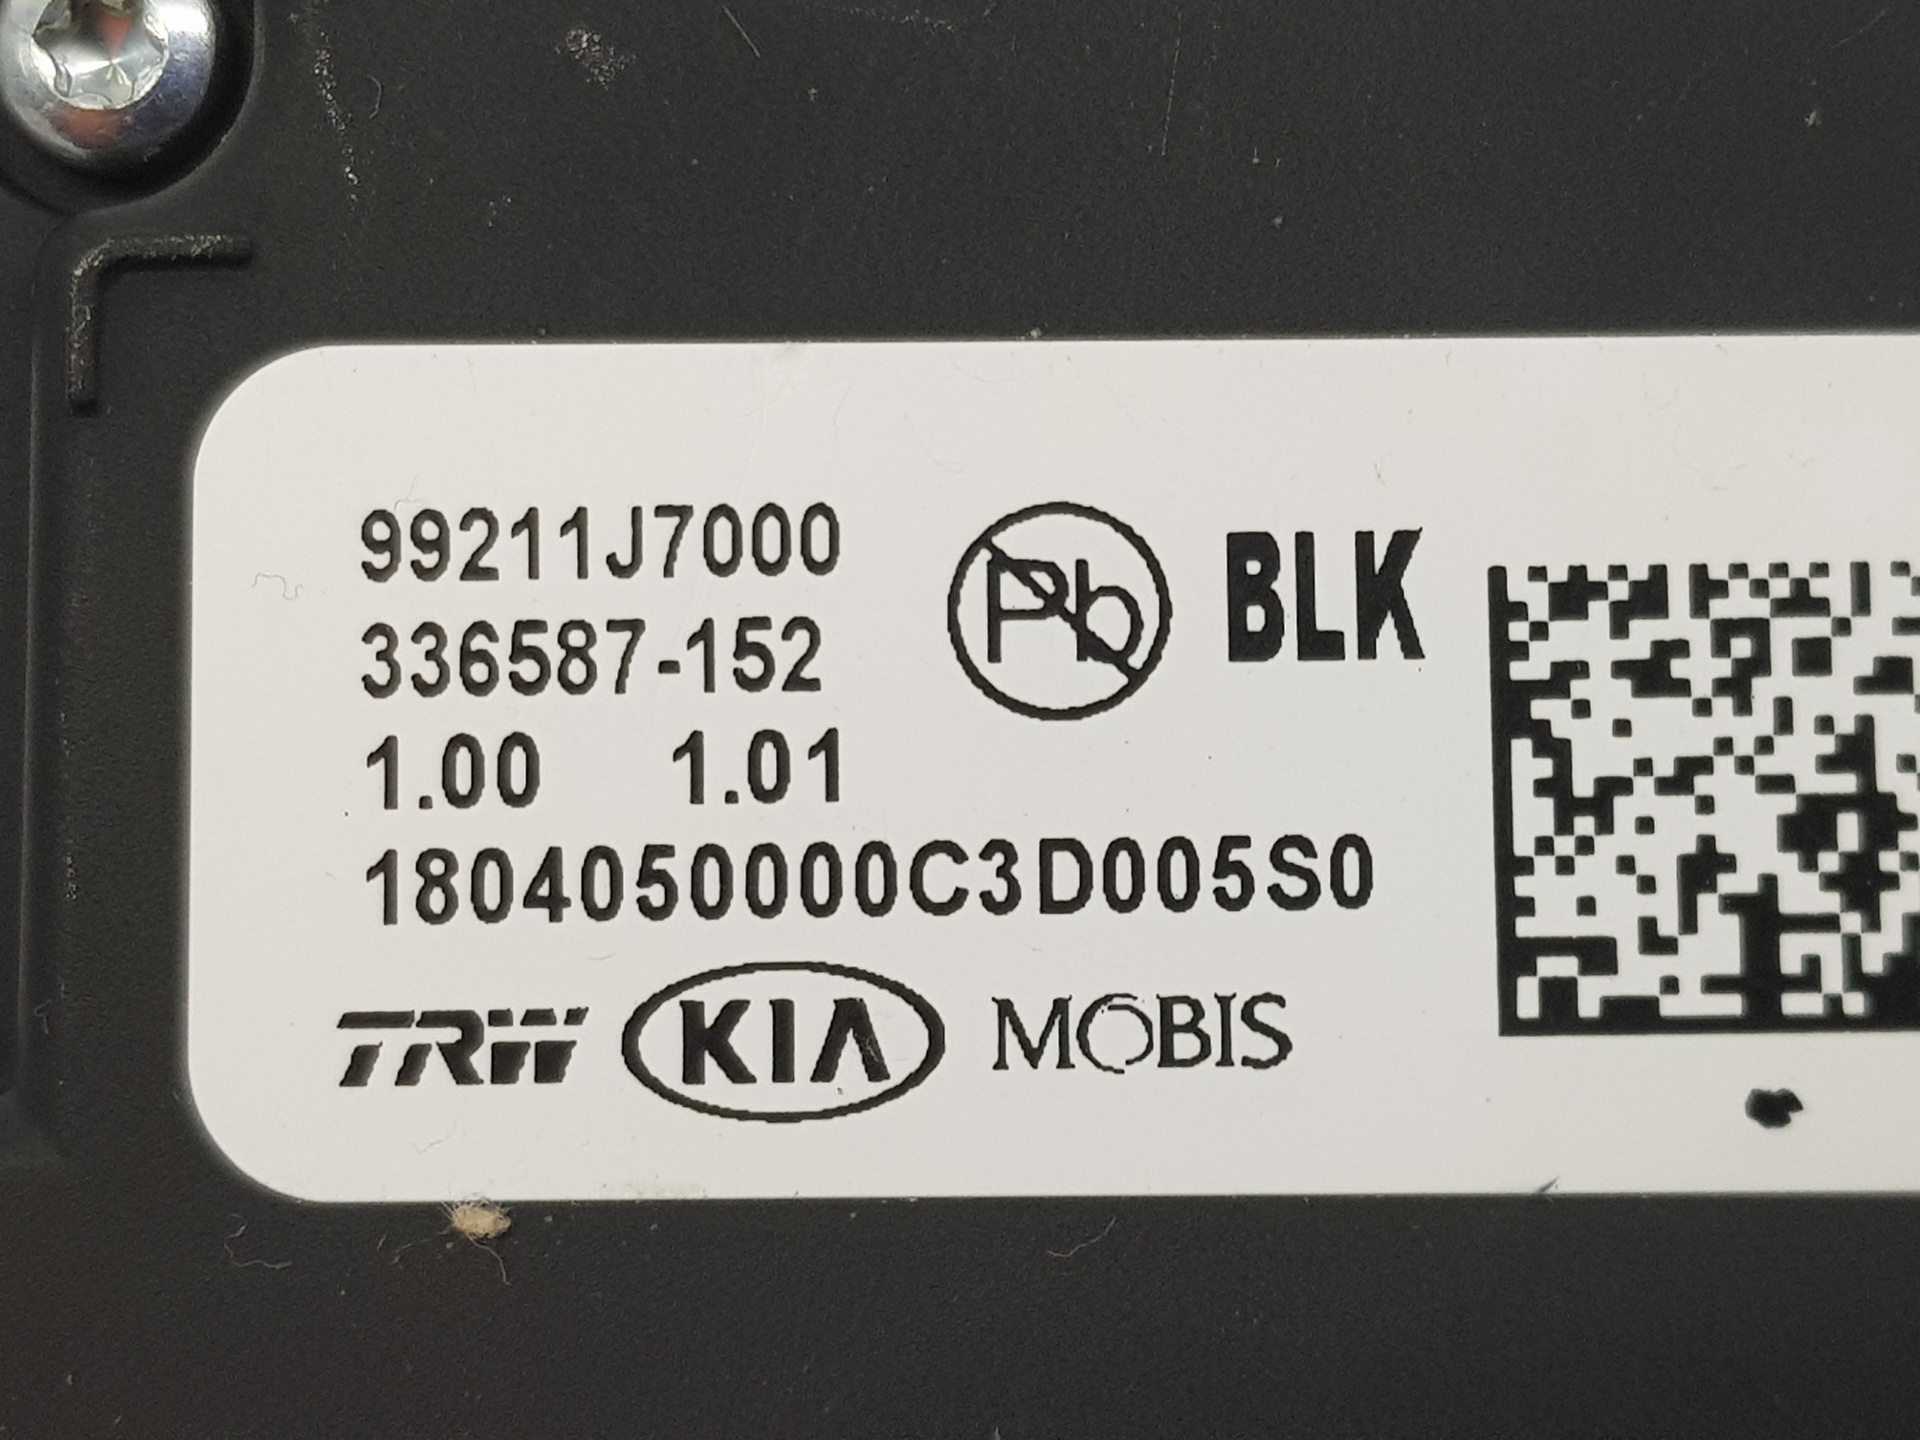 99211J7000
336587-152
Pb
BLK
1.00 1.01
1804050000C3D005S0
TRW KIA MOBIS